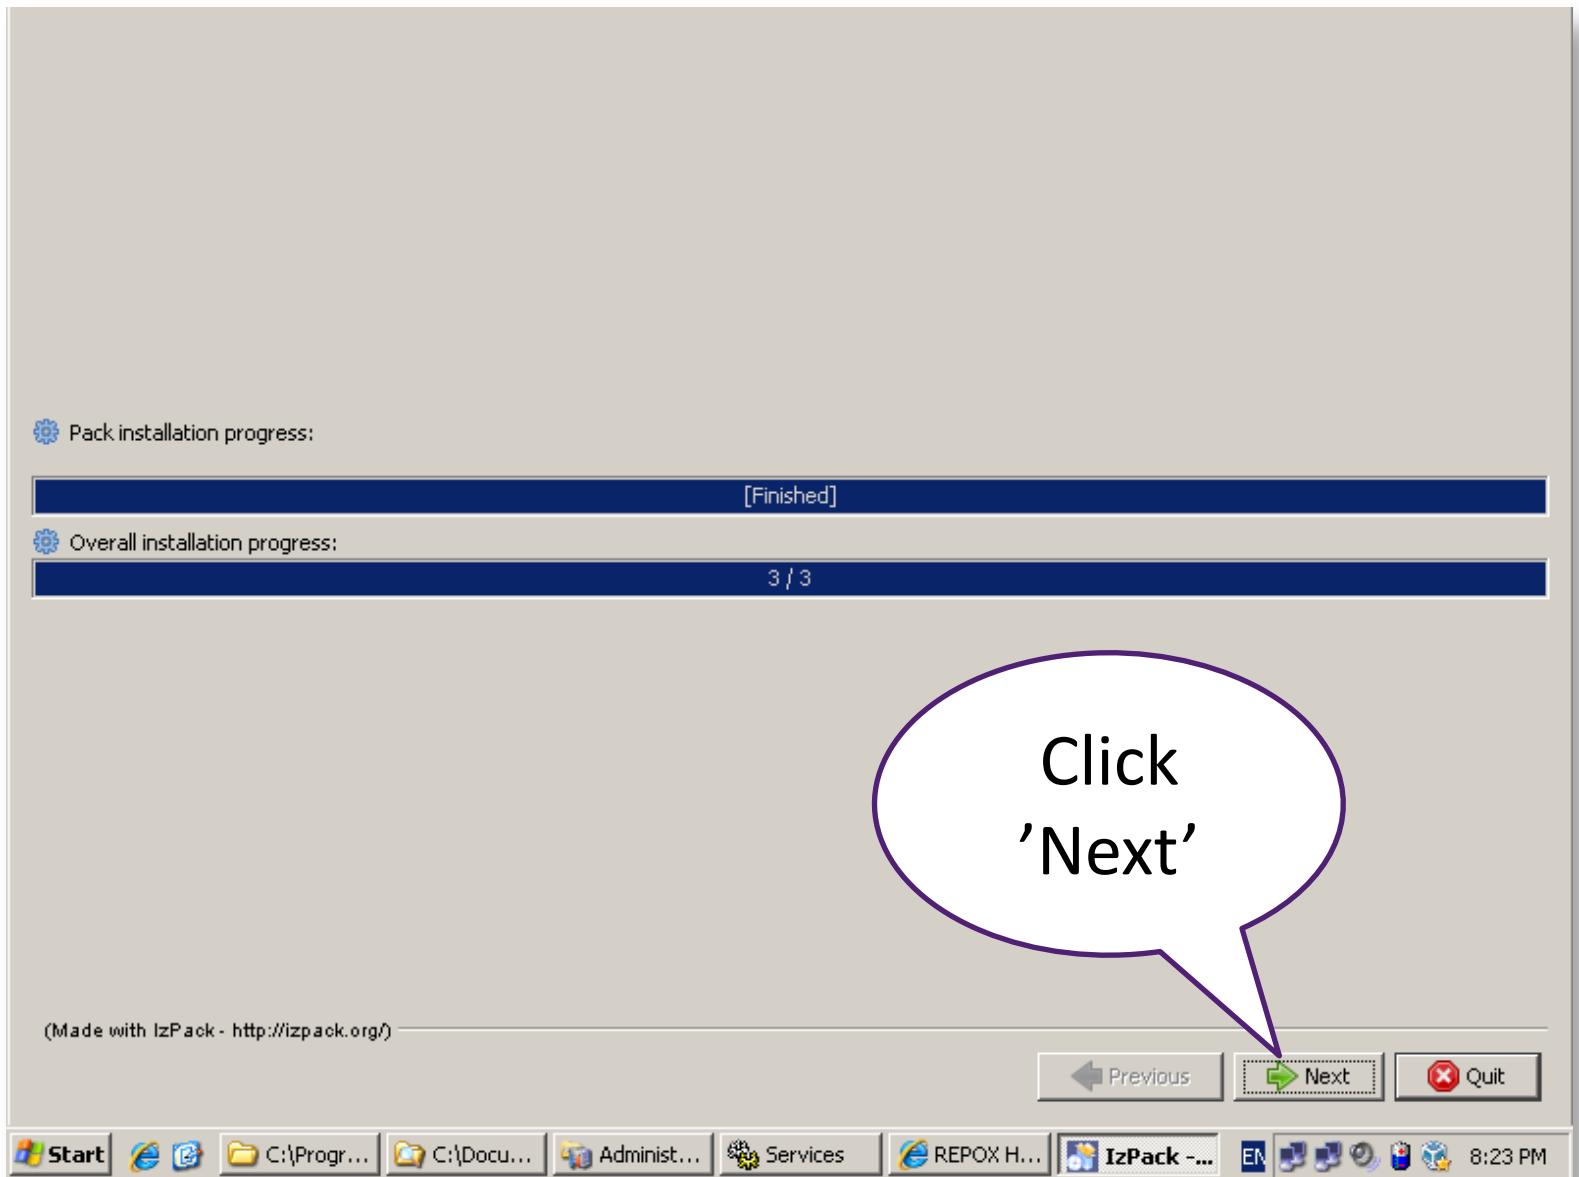 Pack installation progress:
[Finished]
Overall installation progress:
3 / 3
Click
’Next’
(Made with IzPack - http://izpack.org/)
Previous
Next
Quit
Start
C:\Progr...
C:\Docu...
Administ...
Services
REPOX H...
IzPack -...
EN
8:23 PM